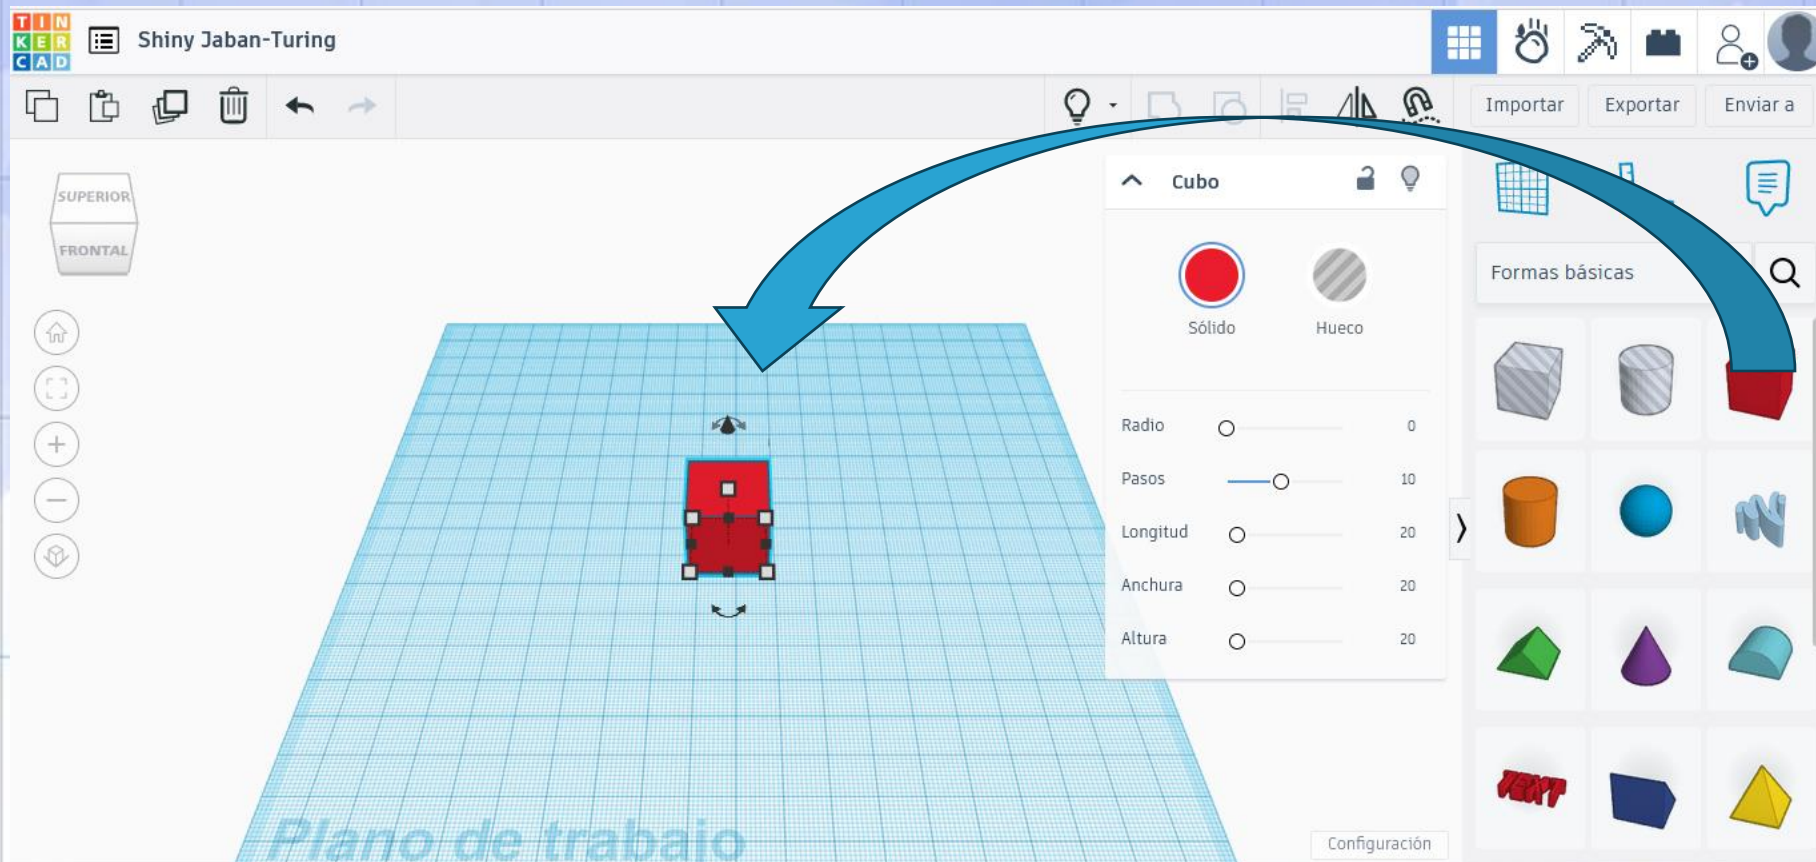 TIN
KER
CAD
Shiny Jaban-Turing
Importar
Exportar
Enviar a
SUPERIOR
FRONTAL
Cubo
Sólido
Hueco
Radio 0
Pasos 10
Longitud 20
Anchura 20
Altura 20
Formas básicas
TEXT
Plano de trabajo
Configuración